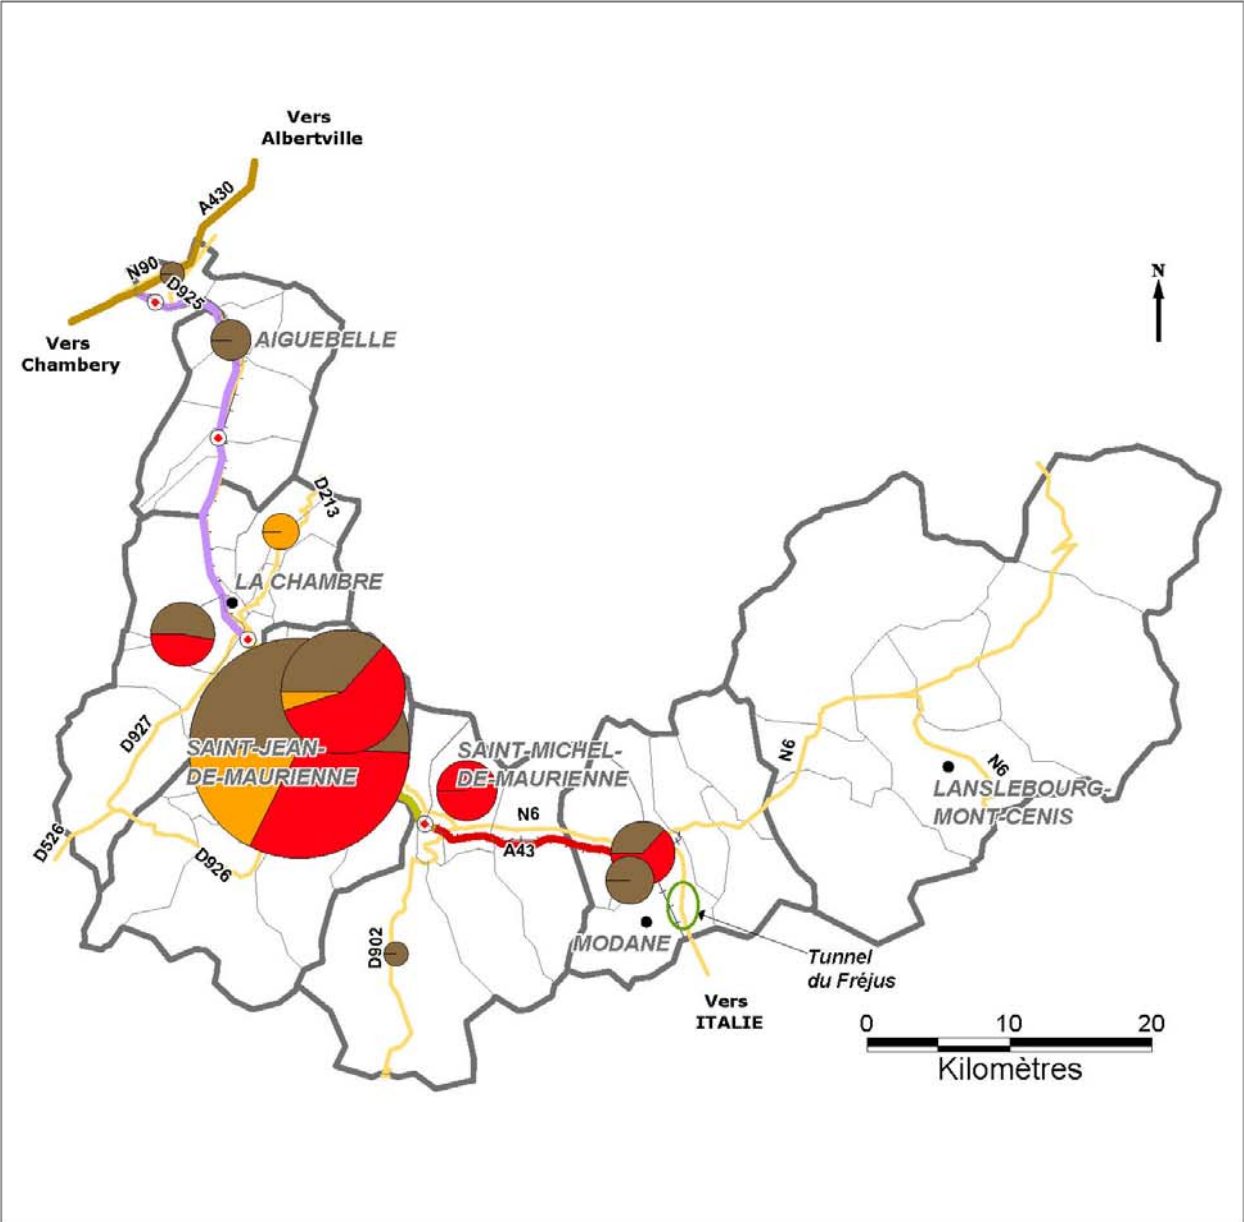 Vers
Albertville
A430
N90
D925
N
Vers
Chambery
AIGUEBELLE
D213
LA CHAMBRE
D927
SAINT-JEAN-
DE-MAURIENNE
SAINT-MICHEL-
DE-MAURIENNE
N6
N6
LANSLEBOURG-
MONT-CENIS
N6
A43
D526
D926
D902
MODANE
Tunnel
du Fréjus
Vers
ITALIE
0 10 20
Kilomètres